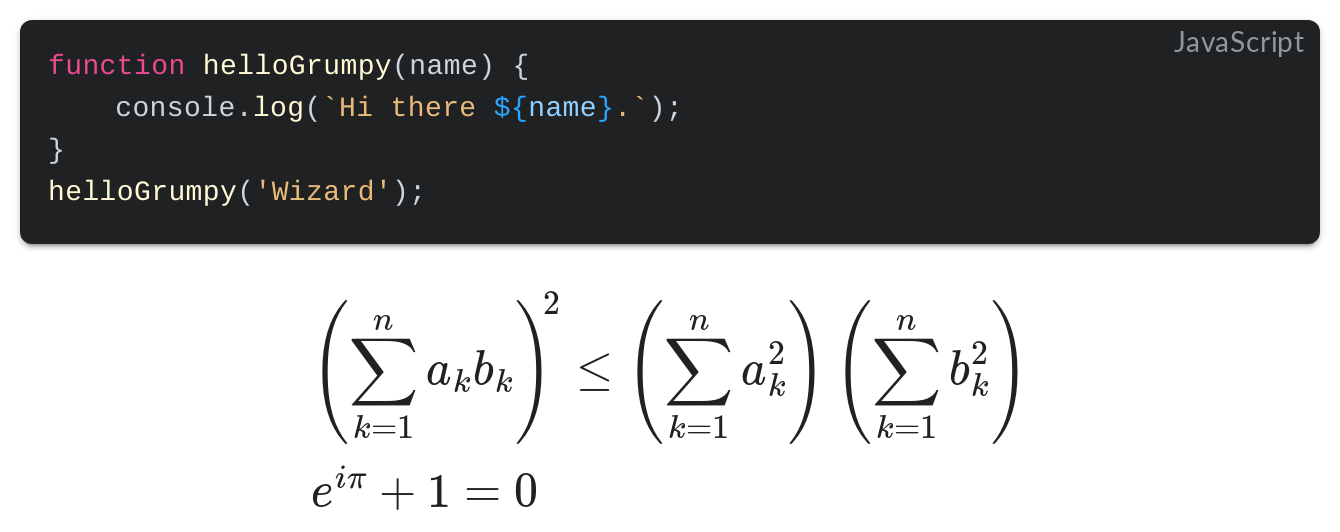 JavaScript
function helloGrumpy(name) {
    console.log(`Hi there ${name}.`);
}
helloGrumpy('Wizard');
\left( \sum_{k=1}^{n} a_k b_k \right)^2 \leq \left( \sum_{k=1}^{n} a_k^2 \right) \left( \sum_{k=1}^{n} b_k^2 \right)
e^{i\pi} + 1 = 0